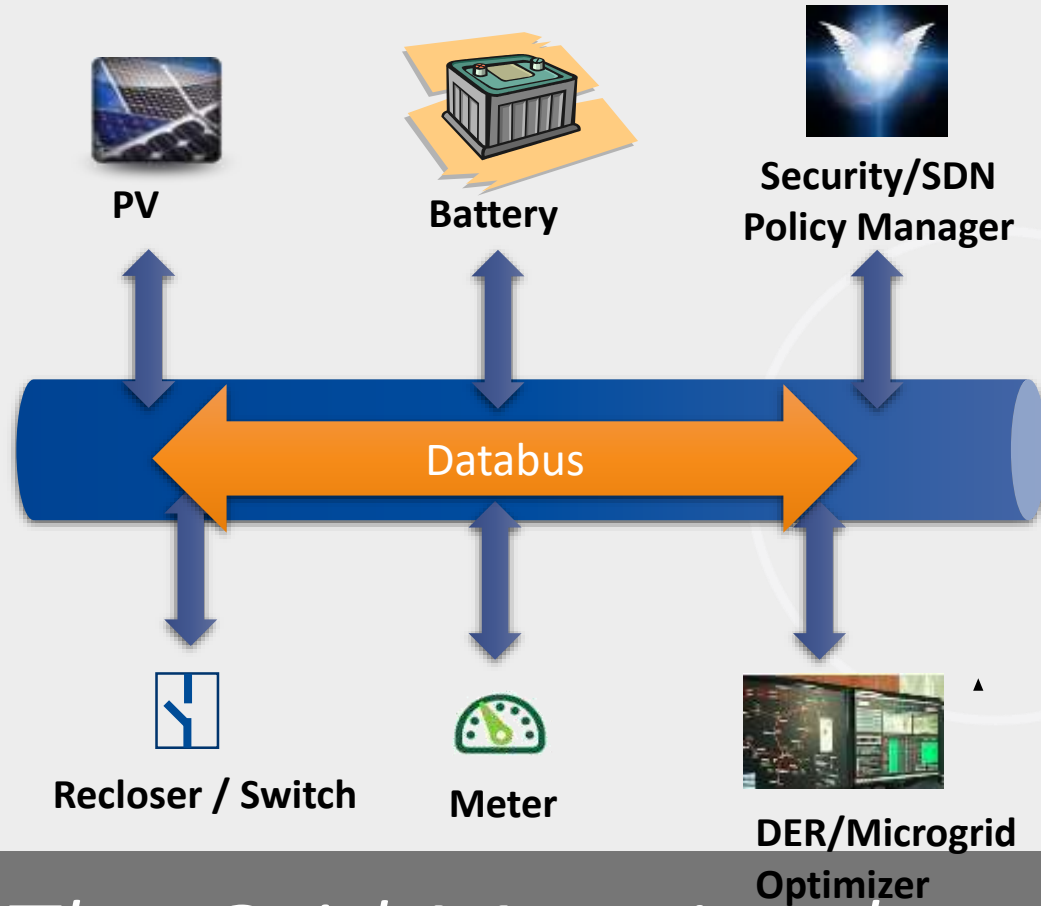 PV
Battery
Security/SDN
Policy Manager
Databus
Recloser / Switch
Meter
DER/Microgrid
Optimizer